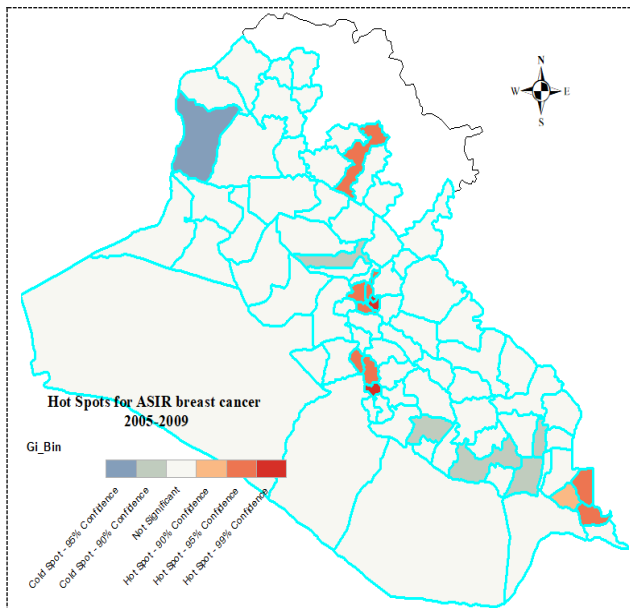 N
W E
S
Hot Spots for ASIR breast cancer
2005-2009
Gi_Bin
Cold Spot - 95% Confidence
Cold Spot - 90% Confidence
Not Significant
Hot Spot - 90% Confidence
Hot Spot - 95% Confidence
Hot Spot - 99% Confidence